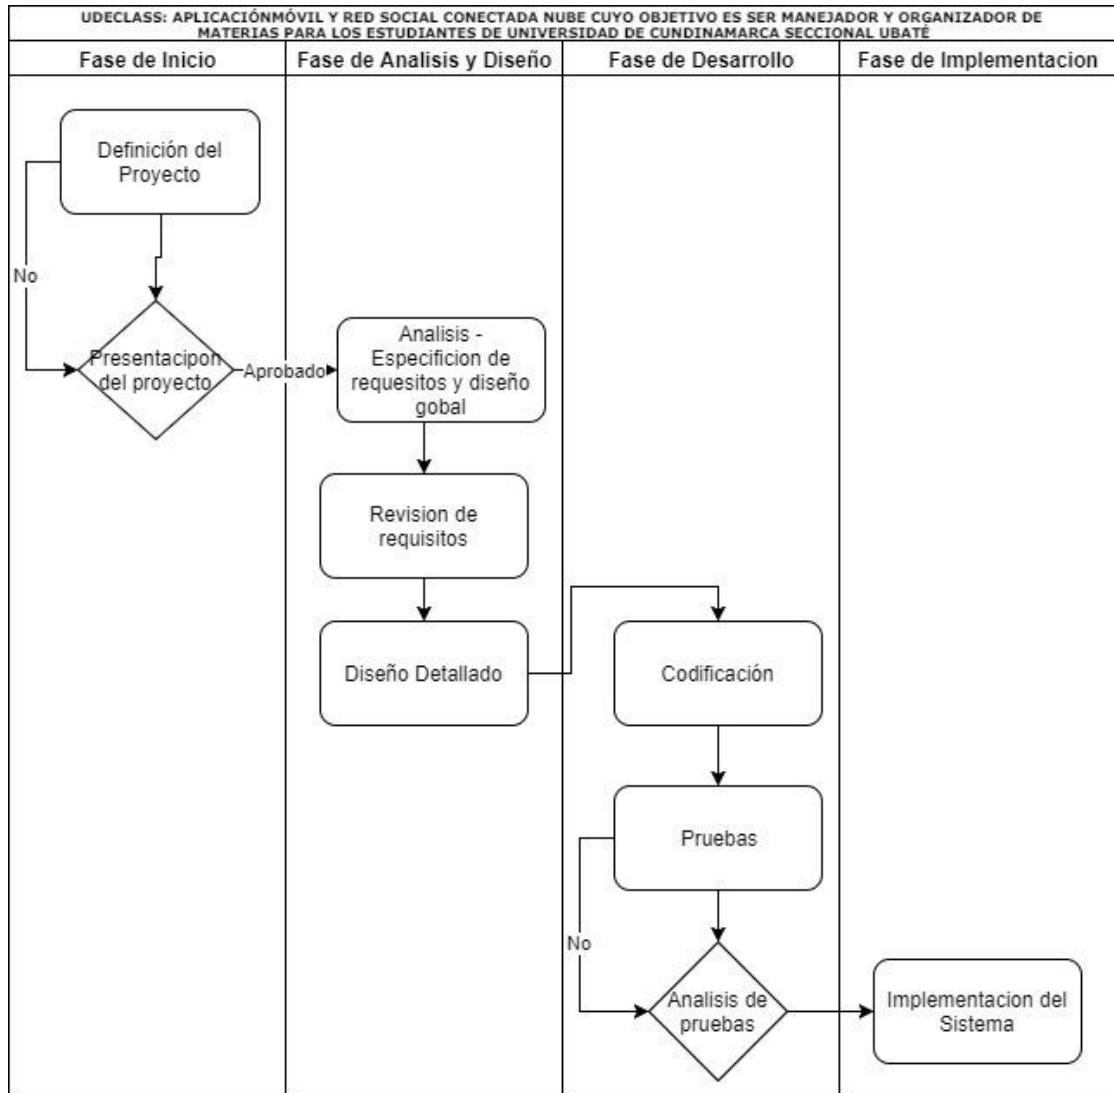 UDECLASS: APLICACIÓNMÓVIL Y RED SOCIAL CONECTADA NUBE CUYO OBJETIVO ES SER MANEJADOR Y ORGANIZADOR DE
MATERIAS PARA LOS ESTUDIANTES DE UNIVERSIDAD DE CUNDINAMARCA SECCIONAL UBATÉ
Fase de Inicio
Fase de Analisis y Diseño
Fase de Desarrollo
Fase de Implementacion
Definición del
Proyecto
No
Presentacipon
del proyecto
Aprobado
Analisis -
Especificion de
requesitos y diseño
gobal
Revision de
requisitos
Diseño Detallado
Codificación
Pruebas
No
Analisis de
pruebas
Implementacion del
Sistema